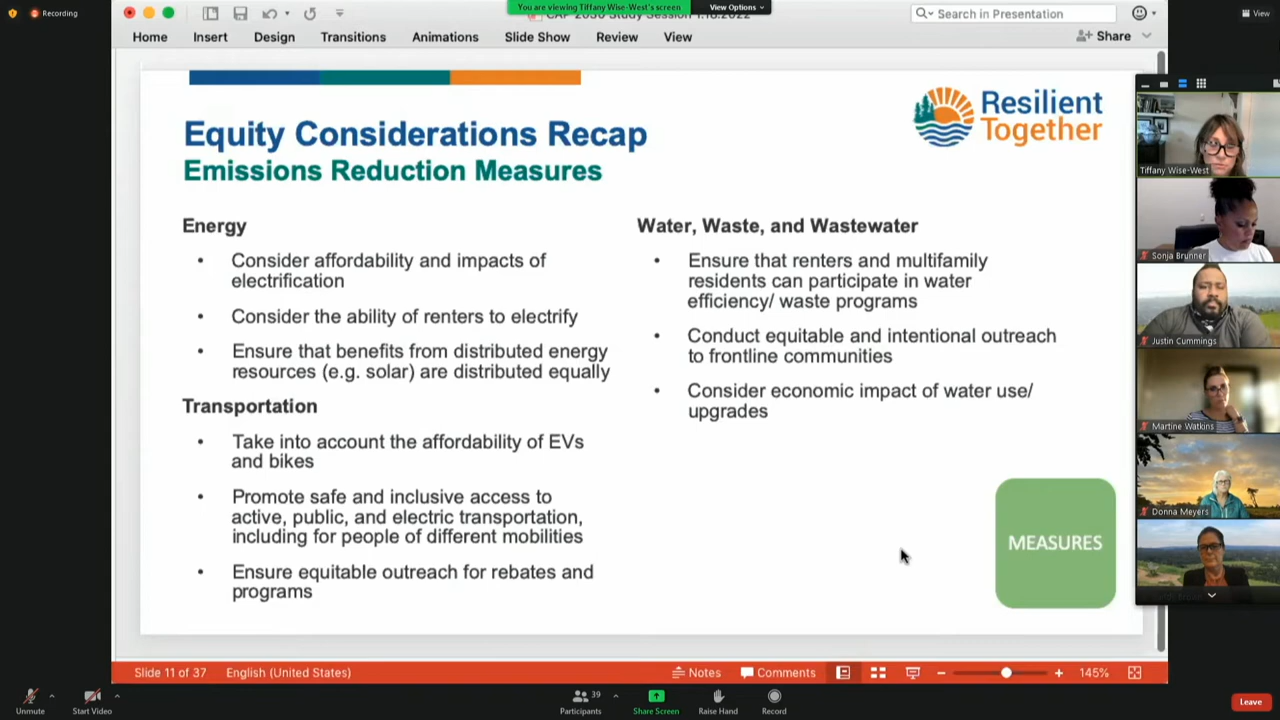 Recording
You are viewing Tiffany Wise-West's screen
View Options
View
Search in Presentation
Home
Insert
Design
Transitions
Animations
Slide Show
Review
View
Share
Resilient
Together
Equity Considerations Recap
Emissions Reduction Measures
Energy
• Consider affordability and impacts of
electrification
• Consider the ability of renters to electrify
• Ensure that benefits from distributed energy
resources (e.g. solar) are distributed equally
Transportation
• Take into account the affordability of EVs
and bikes
• Promote safe and inclusive access to
active, public, and electric transportation,
including for people of different mobilities
• Ensure equitable outreach for rebates and
programs
Water, Waste, and Wastewater
• Ensure that renters and multifamily
residents can participate in water
efficiency/ waste programs
• Conduct equitable and intentional outreach
to frontline communities
• Consider economic impact of water use/
upgrades
MEASURES
Tiffany Wise-West
Sonja Brunner
Justin Cummings
Martine Watkins
Donna Meyers
Slide 11 of 37
English (United States)
Notes
Comments
145%
Unmute
Start Video
39
Participants
Share Screen
Raise Hand
Record
Leave